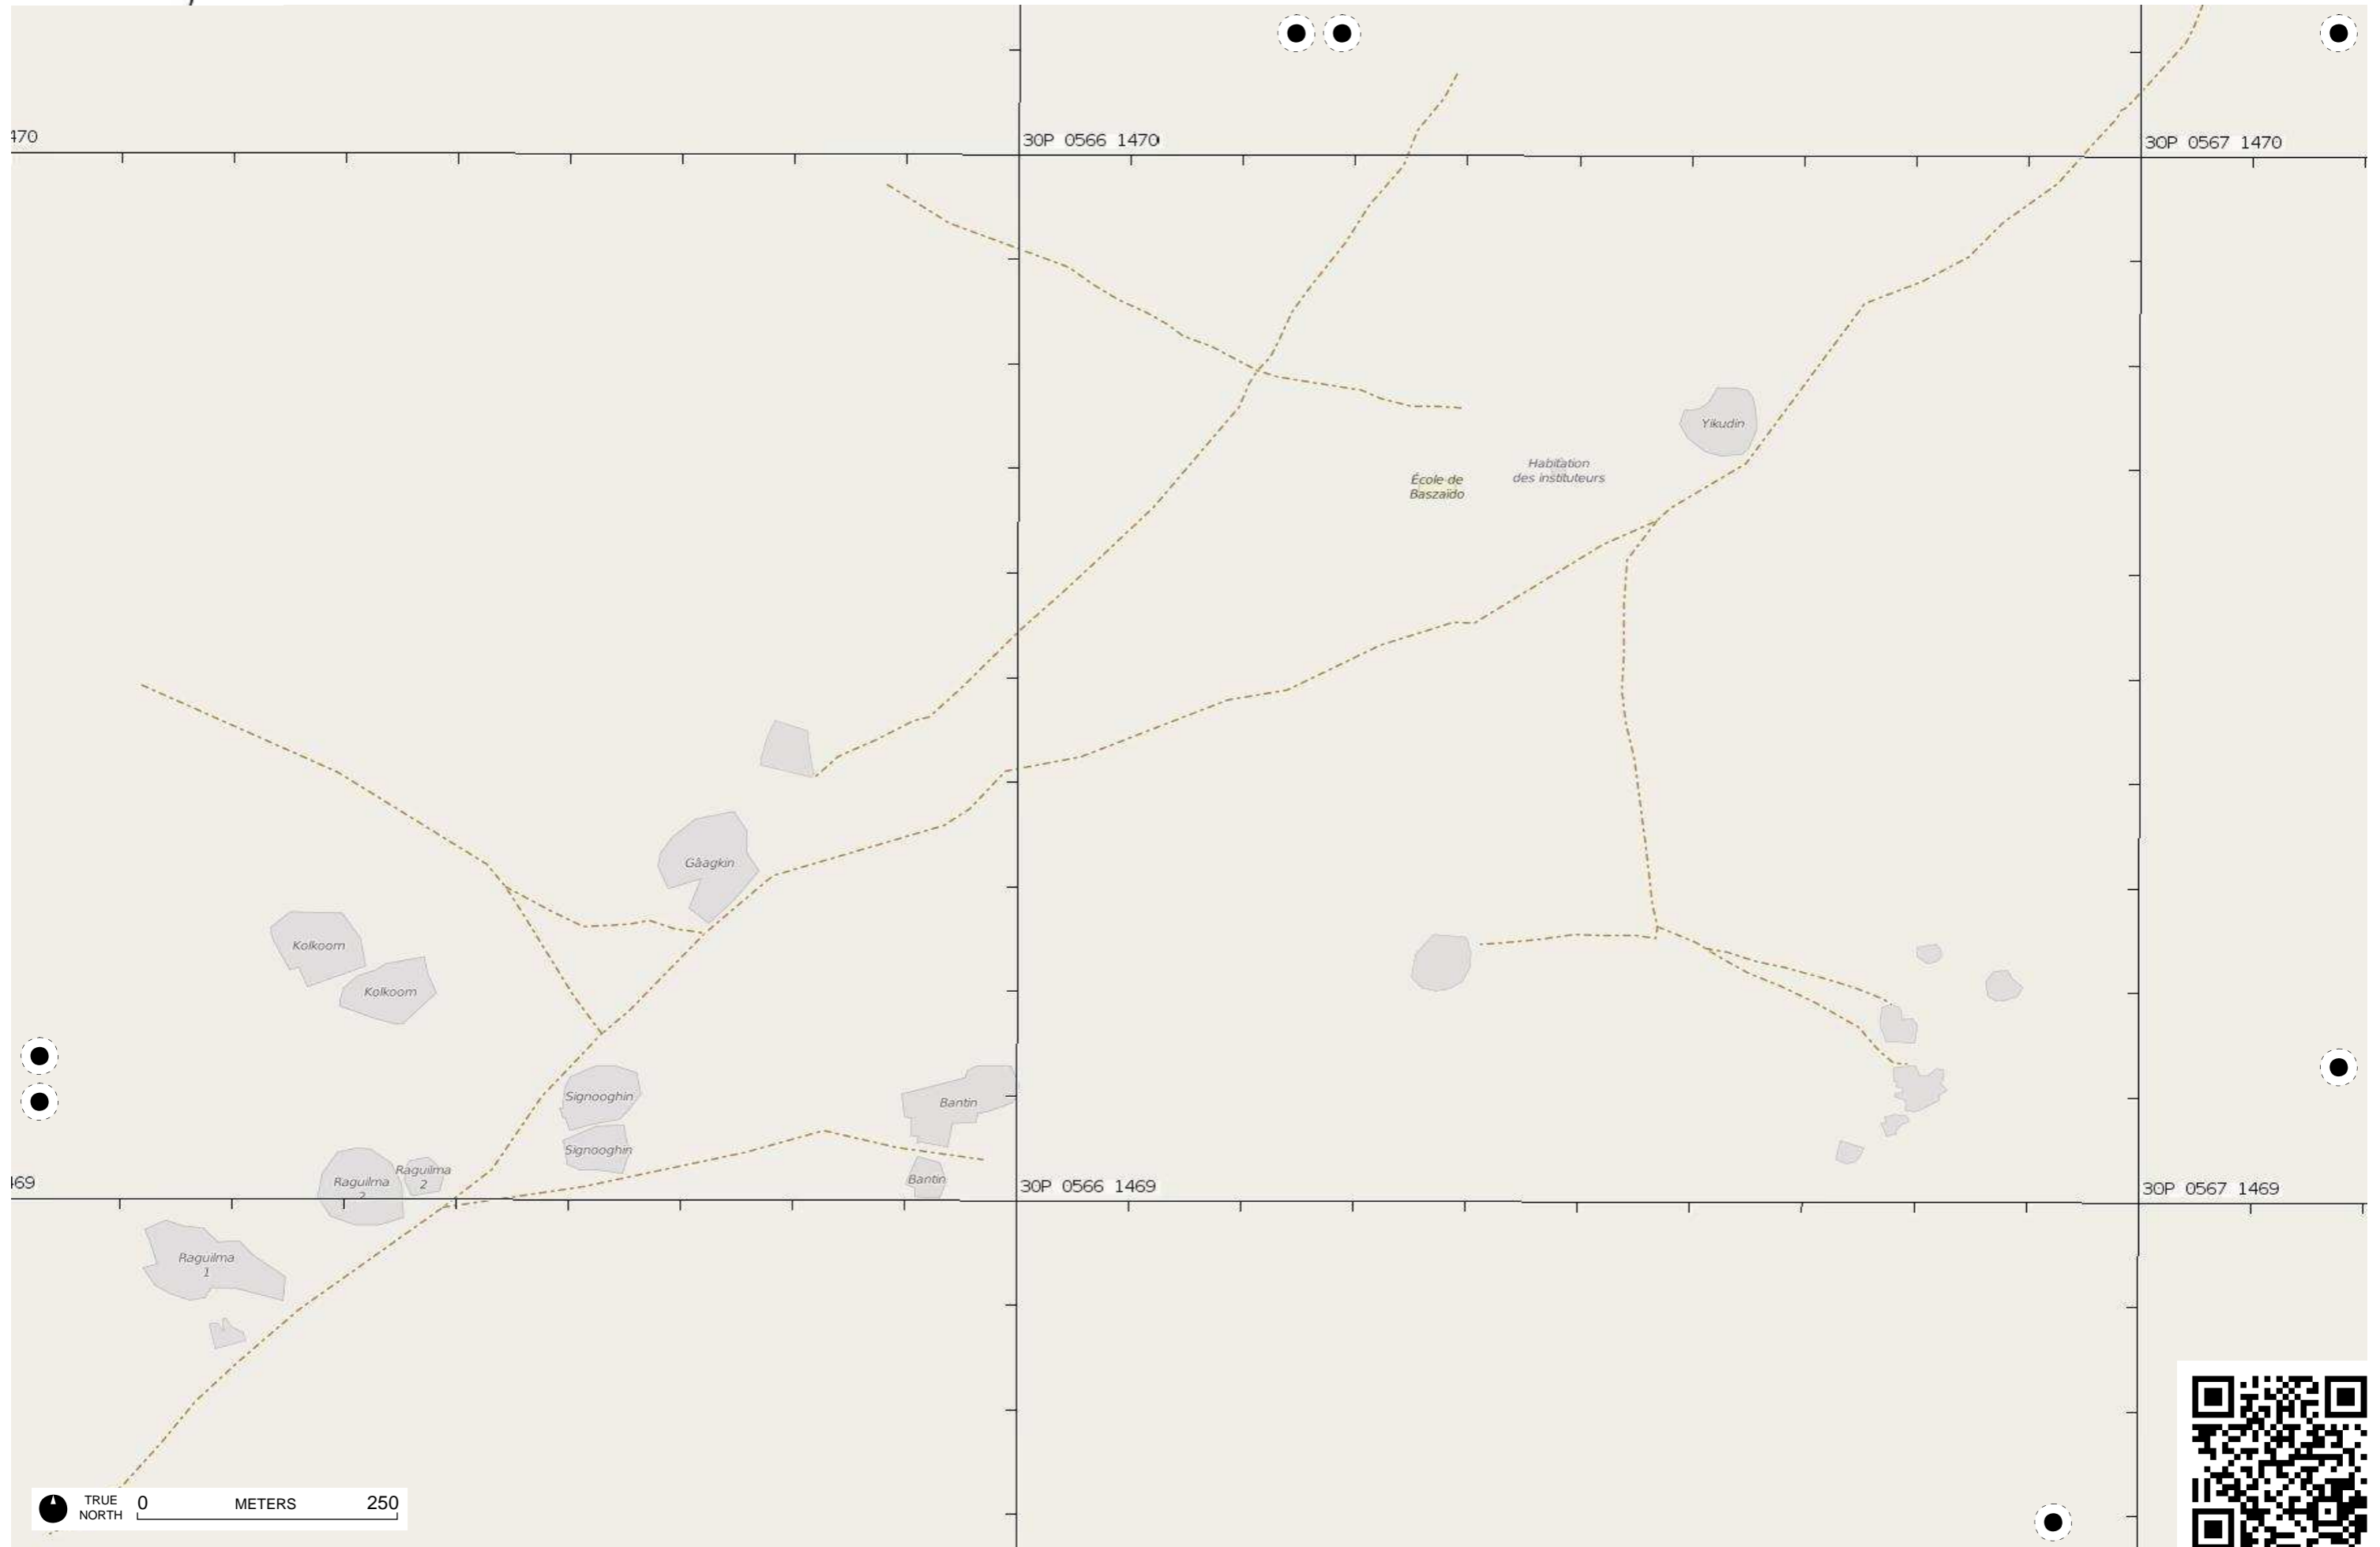 470
30P 0566 1470
30P 0567 1470
Yikudin
Habitation
des instituteurs
École de
Baszaïdo
Gâagkin
Kolkoom
Kolkoom
Signooghin
Bantin
Signooghin
Raguilma
2
Raguilma
2
Bantin
469
30P 0566 1469
30P 0567 1469
Raguilma
1
TRUE
NORTH
0 METERS 250